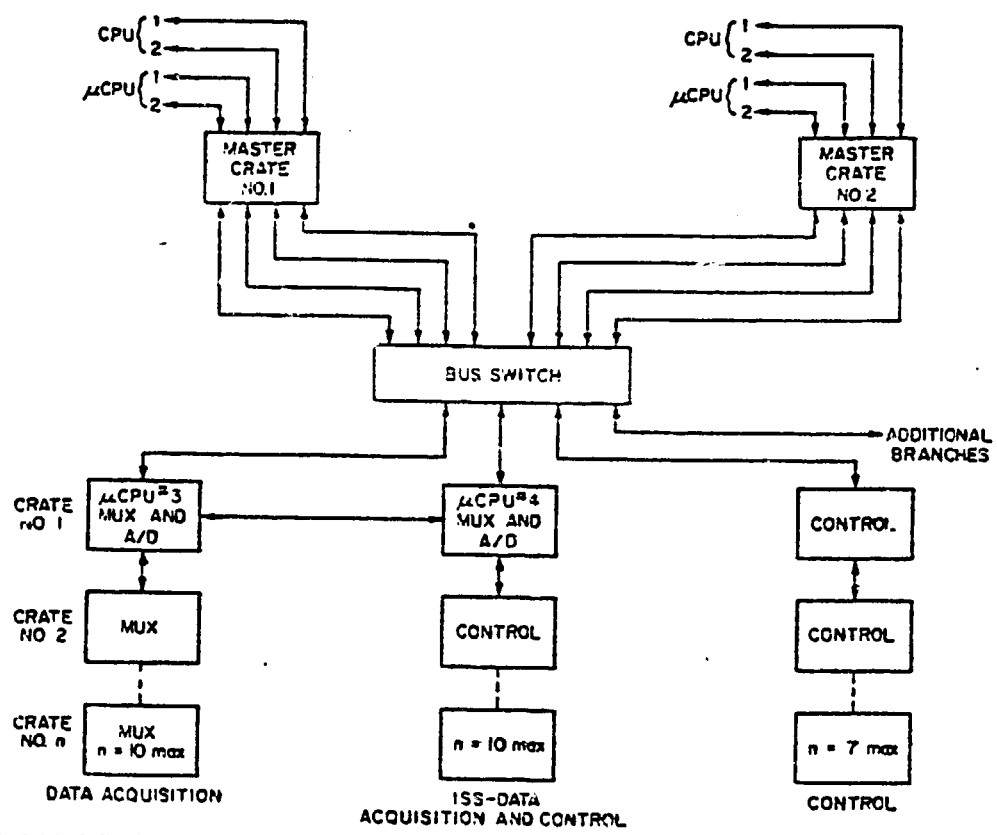 CPU { 1
2
μCPU { 1
2
CPU { 1
2
μCPU { 1
2
MASTER
CRATE
NO. 1
MASTER
CRATE
NO. 2
BUS SWITCH
ADDITIONAL
BRANCHES
CRATE
NO. 1
μCPU #3
MUX AND
A/D
μCPU #4
MUX AND
A/D
CONTROL
CRATE
NO. 2
MUX
CONTROL
CONTROL
CRATE
NO. n
MUX
n = 10 max
n = 10 max
n = 7 max
DATA ACQUISITION
ISS-DATA
ACQUISITION AND CONTROL
CONTROL